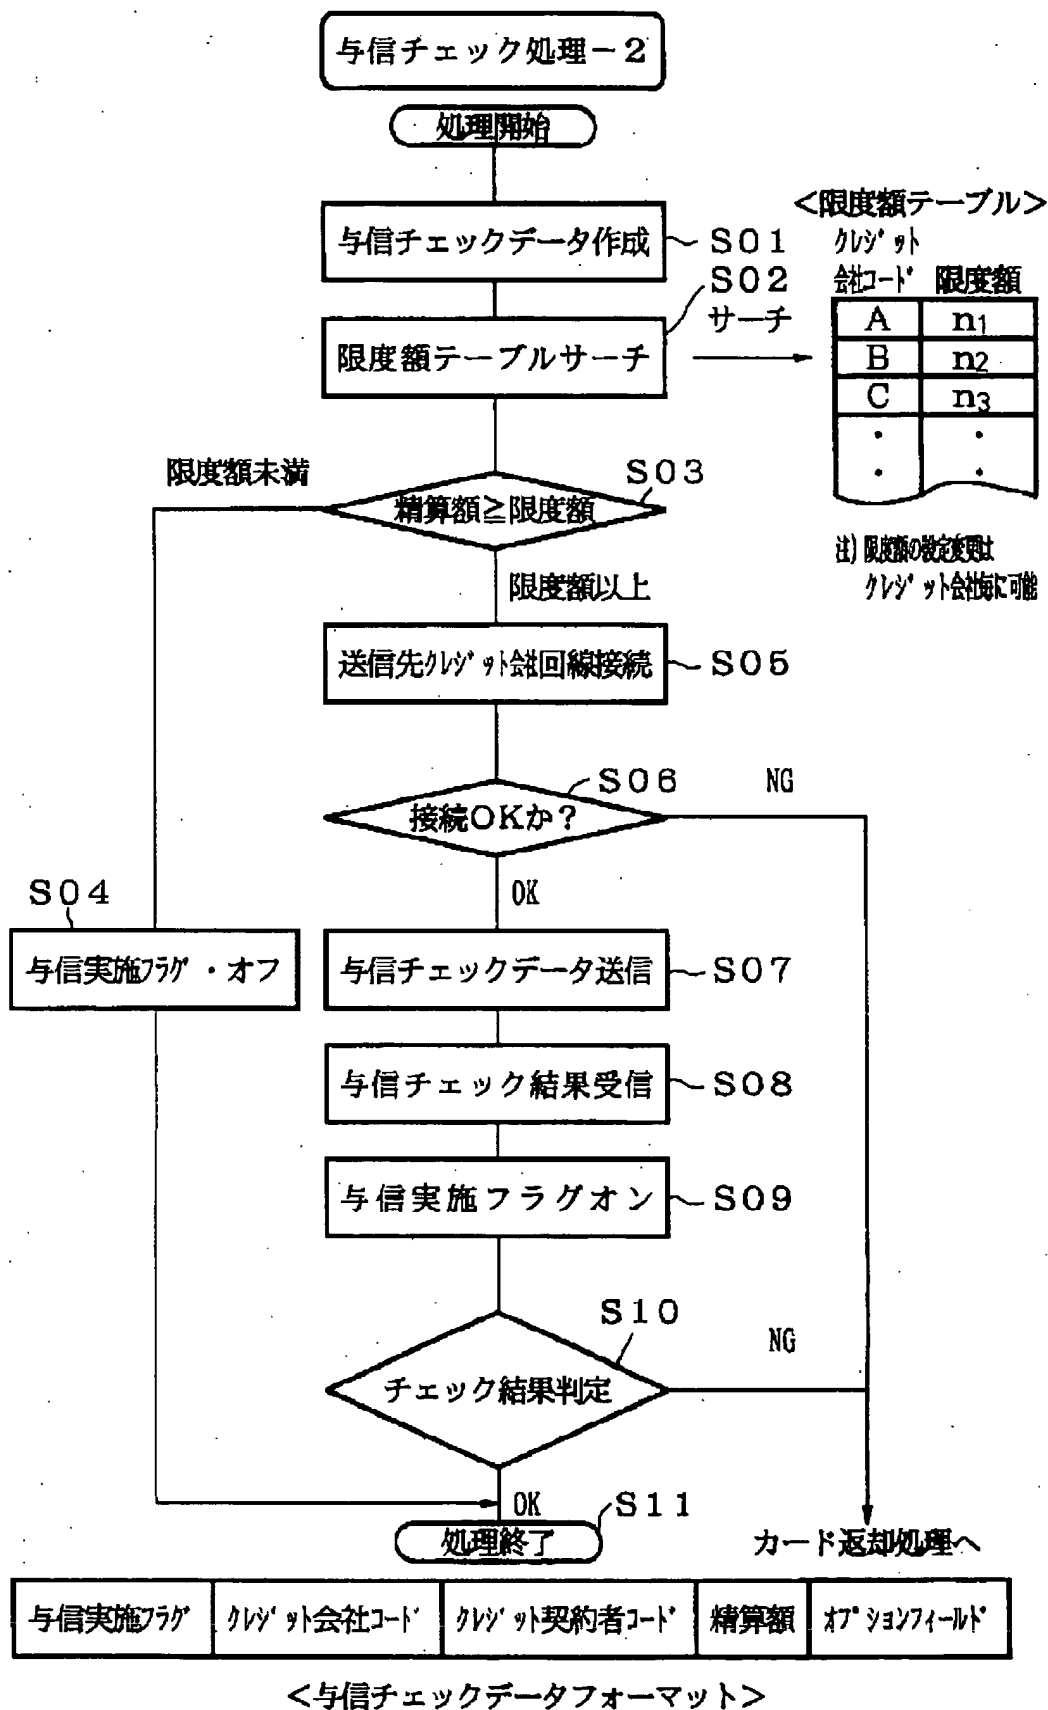 与信チェック処理－２
処理開始
与信チェックデータ作成
S01
S02
サーチ
限度額テーブルサーチ
＜限度額テーブル＞
ｸﾚｼﾞｯﾄ
会社ｺｰﾄﾞ 限度額
A n1
B n2
C n3
・ ・
・ ・
注) 限度額の設定変更は
ｸﾚｼﾞｯﾄ会社毎に可能
限度額未満
S03
精算額≧限度額
限度額以上
送信先ｸﾚｼﾞｯﾄ会社回線接続
S05
S06
NG
接続OKか？
OK
S04
与信実施ﾌﾗｸﾞ・オフ
与信チェックデータ送信
S07
与信チェック結果受信
S08
与信実施フラグオン
S09
S10
NG
チェック結果判定
OK
S11
処理終了
カード返却処理へ
与信実施ﾌﾗｸﾞ ｸﾚｼﾞｯﾄ会社ｺｰﾄﾞ ｸﾚｼﾞｯﾄ契約者ｺｰﾄﾞ 精算額 ｵﾌﾟｼｮﾝﾌｨｰﾙﾄﾞ
＜与信チェックデータフォーマット＞